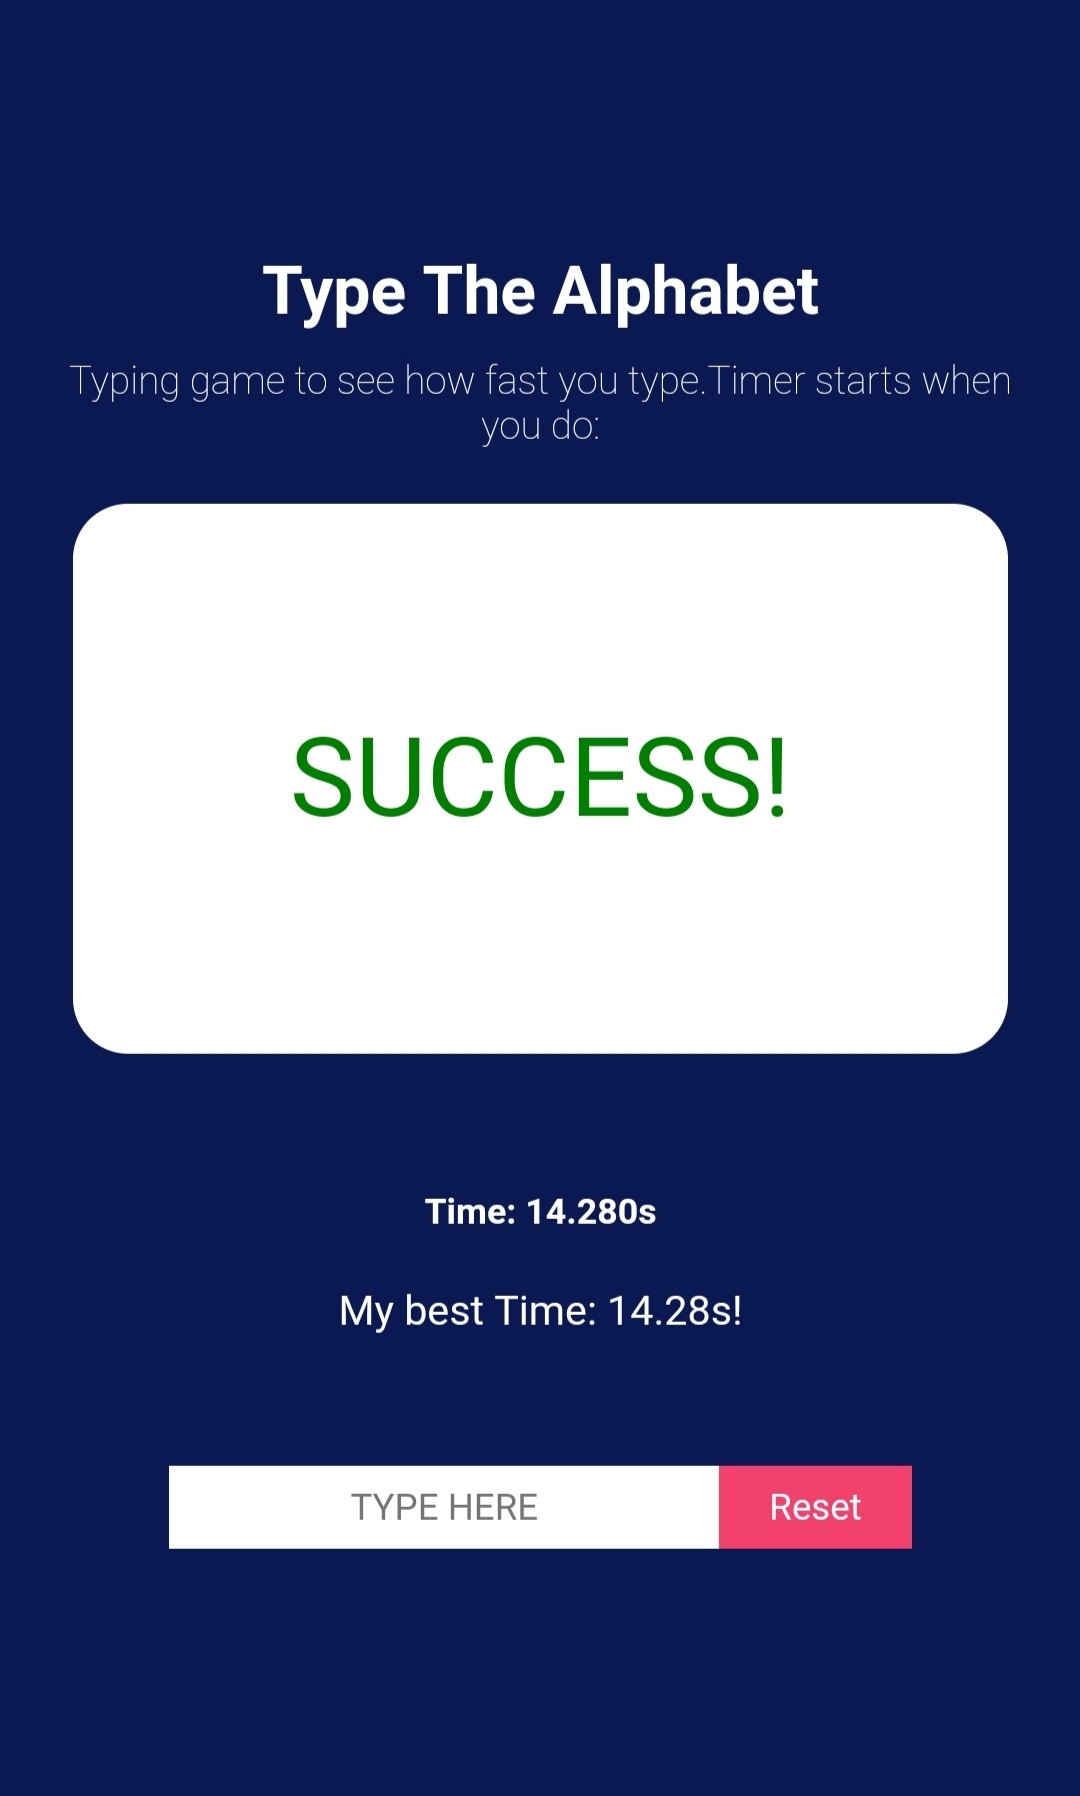 Type The Alphabet
Typing game to see how fast you type.Timer starts when
you do:
SUCCESS!
Time: 14.280s
My best Time: 14.28s!
TYPE HERE
Reset